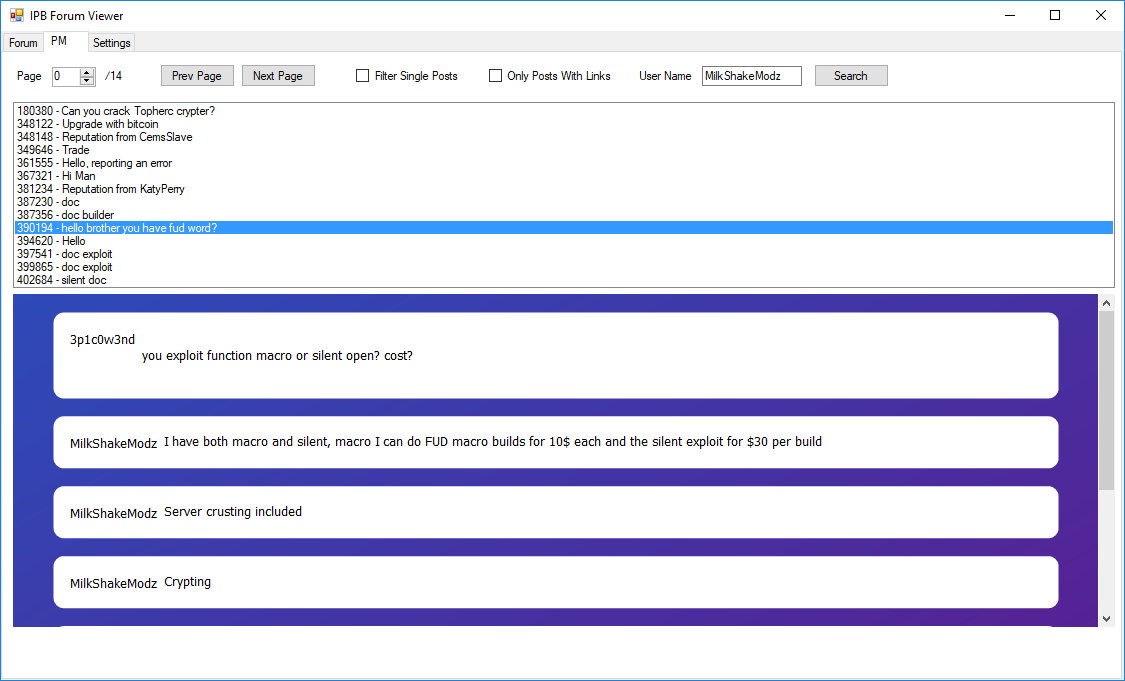 IPB Forum Viewer
Forum PM Settings
Page 0 /14 Prev Page Next Page Filter Single Posts Only Posts With Links User Name MilkShakeModz Search
180380 - Can you crack Topherc crypter?
348122 - Upgrade with bitcoin
348148 - Reputation from CemsSlave
349646 - Trade
361555 - Hello, reporting an error
367321 - Hi Man
381234 - Reputation from KatyPerry
387230 - doc
387356 - doc builder
390194 - hello brother you have fud word?
394620 - Hello
397541 - doc exploit
399865 - doc exploit
402684 - silent doc
3p1c0w3nd
you exploit function macro or silent open? cost?
MilkShakeModz I have both macro and silent, macro I can do FUD macro builds for 10$ each and the silent exploit for $30 per build
MilkShakeModz Server crusting included
MilkShakeModz Crypting